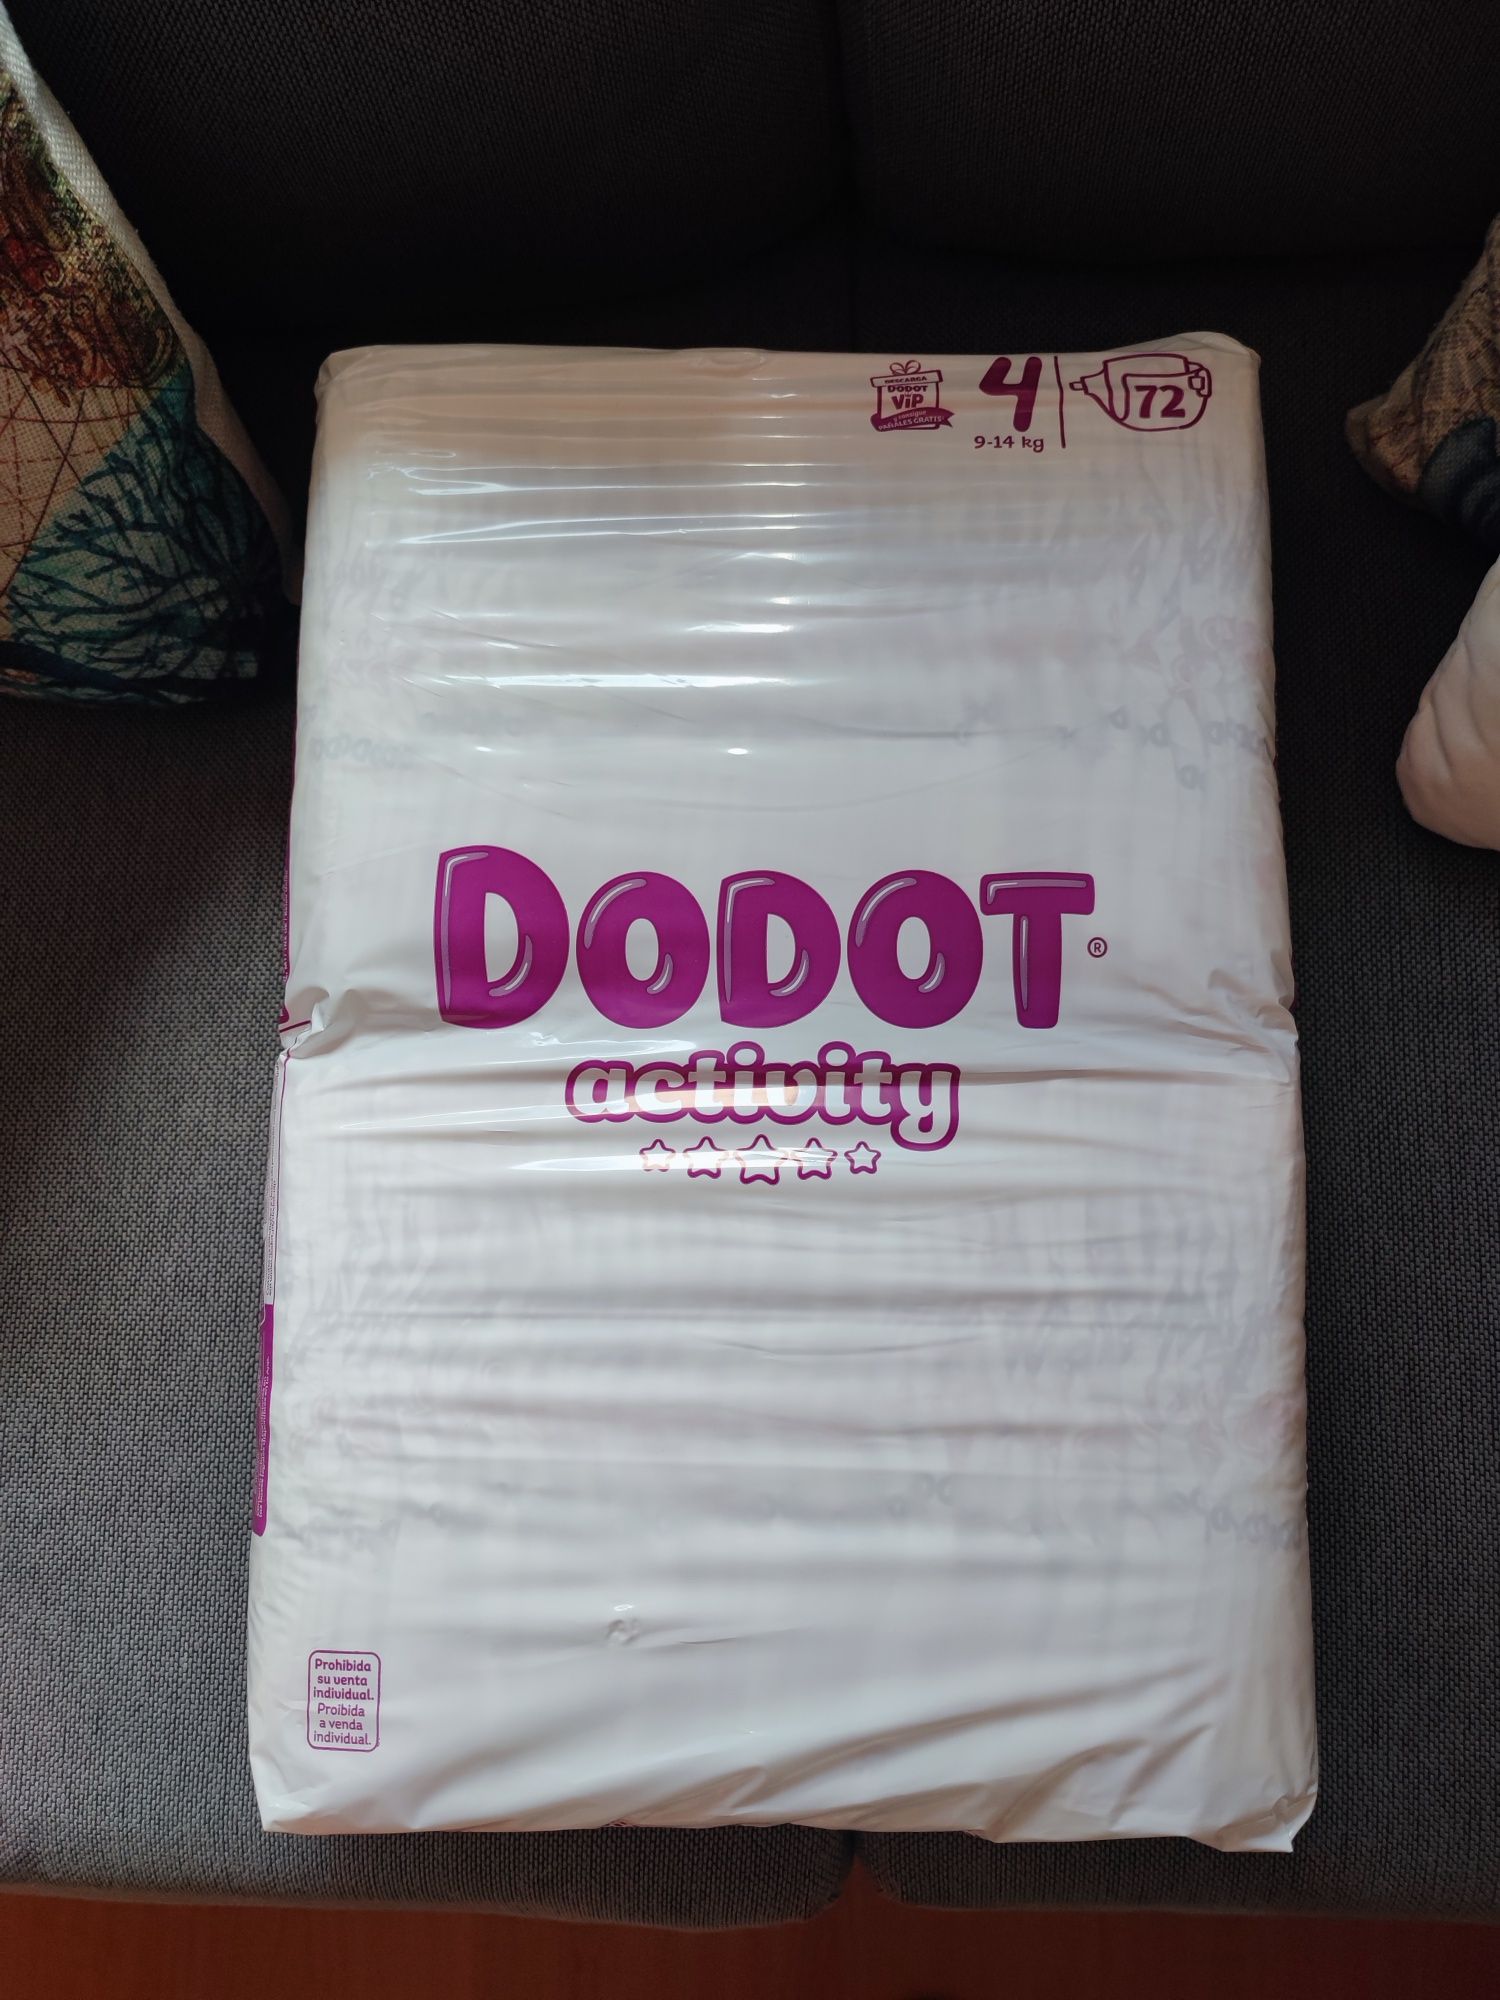 DESCARGA
DODOT
ViP
y consigue
PAÑALES GRATIS
4
9-14 kg
72
DODOT®
activity
Prohibida
su venta
individual.
Proibida
a venda
individual.